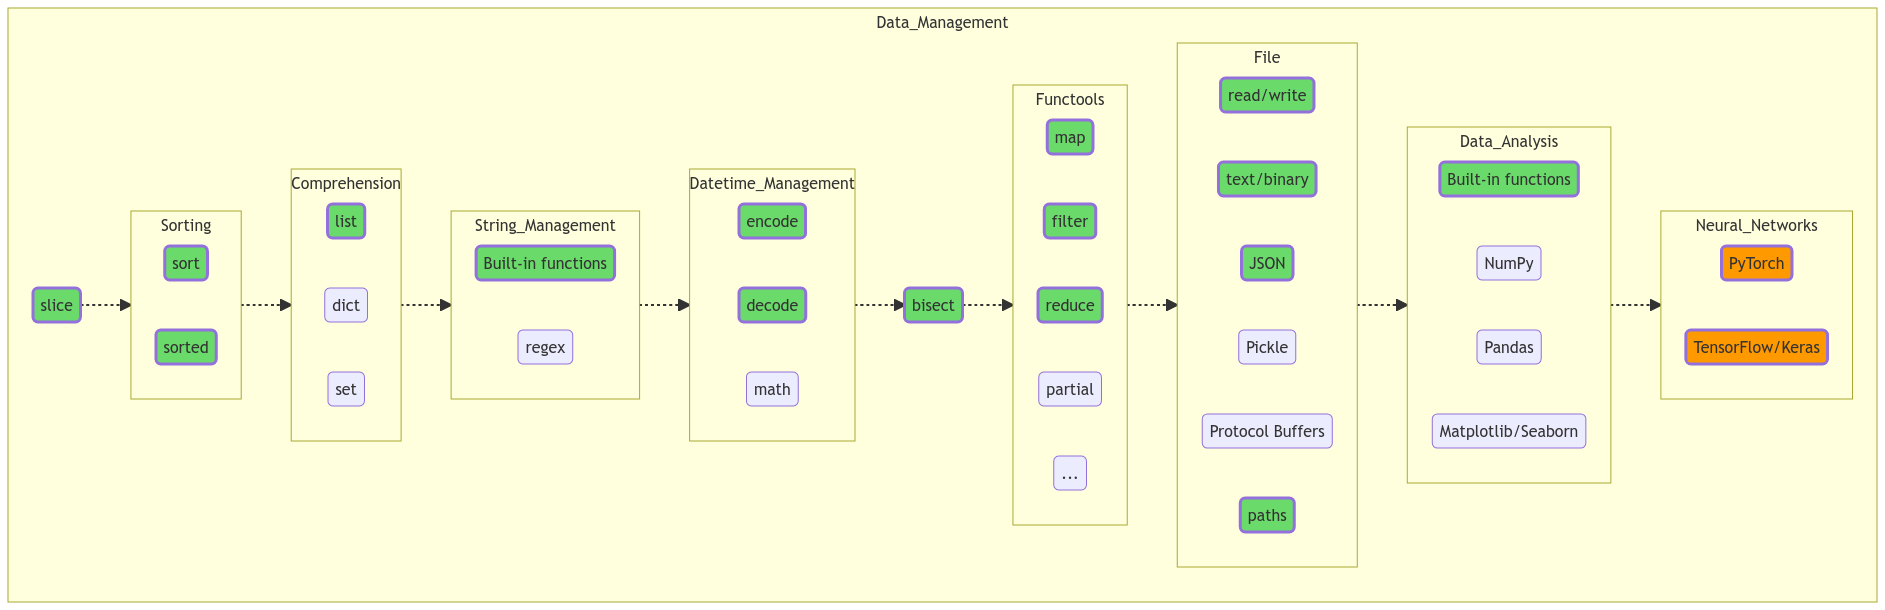 Data_Management
slice
Sorting
sort
sorted
Comprehension
list
dict
set
String_Management
Built-in functions
regex
Datetime_Management
encode
decode
math
bisect
Functools
map
filter
reduce
partial
...
File
read/write
text/binary
JSON
Pickle
Protocol Buffers
paths
Data_Analysis
Built-in functions
NumPy
Pandas
Matplotlib/Seaborn
Neural_Networks
PyTorch
TensorFlow/Keras